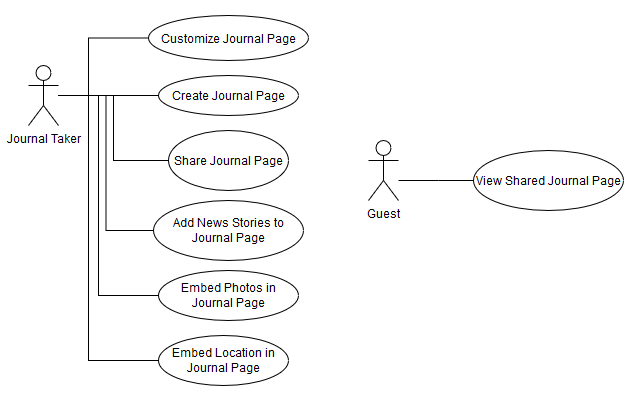 Customize Journal Page
Create Journal Page
Journal Taker
Share Journal Page
View Shared Journal Page
Guest
Add News Stories to
Journal Page
Embed Photos in
Journal Page
Embed Location in
Journal Page